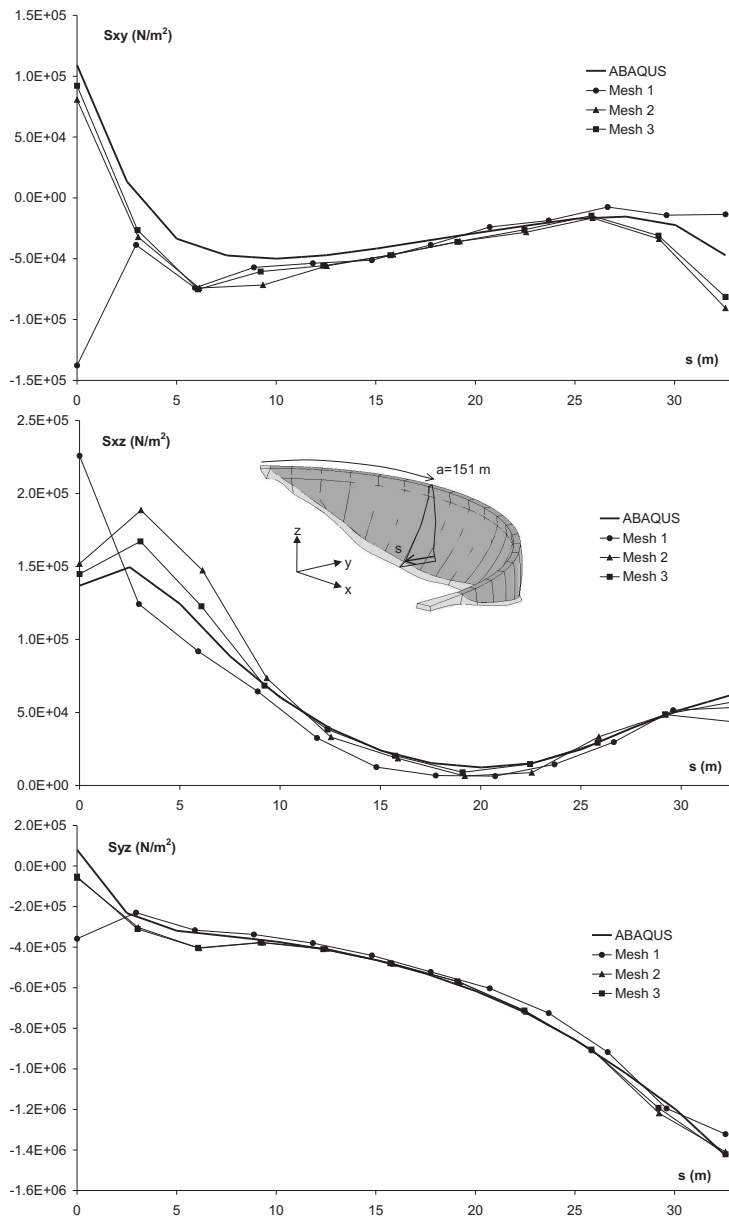 1.5E+05
Sxy (N/m²)
1.0E+05
5.0E+04
0.0E+00
-5.0E+04
-1.0E+05
-1.5E+05
ABAQUS
Mesh 1
Mesh 2
Mesh 3
s (m)
0 5 10 15 20 25 30
2.5E+05
Sxz (N/m²)
2.0E+05
1.5E+05
1.0E+05
5.0E+04
0.0E+00
a=151 m
z
y
x
s
ABAQUS
Mesh 1
Mesh 2
Mesh 3
s (m)
0 5 10 15 20 25 30
2.0E+05
Syz (N/m²)
0.0E+00
-2.0E+05
-4.0E+05
-6.0E+05
-8.0E+05
-1.0E+06
-1.2E+06
-1.4E+06
-1.6E+06
ABAQUS
Mesh 1
Mesh 2
Mesh 3
s (m)
0 5 10 15 20 25 30